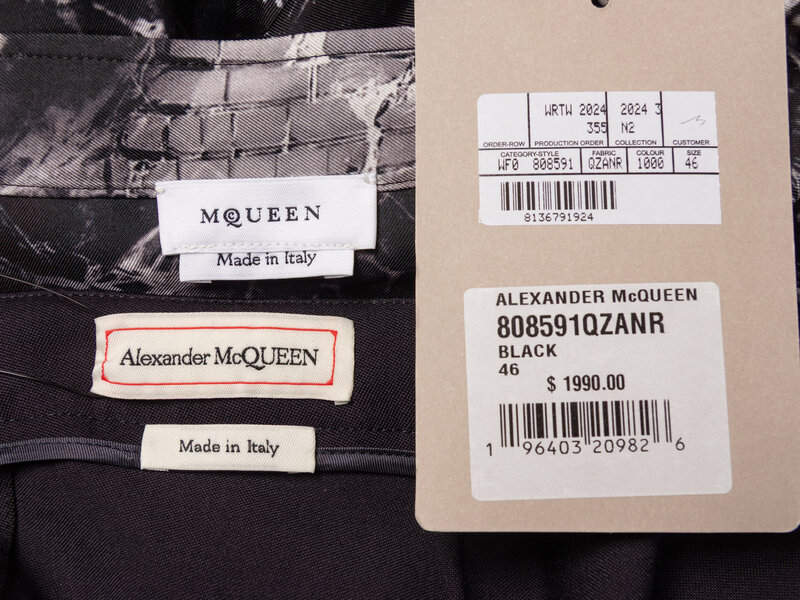 McQUEEN
Made in Italy
Alexander McQUEEN
Made in Italy
WRTW 2024 2024 3
355 N2
ORDER-ROW PRODUCTION ORDER COLLECTION CUSTOMER
CATEGORY-STYLE FABRIC COLOUR SIZE
WF0 808591 QZANR 1000 46
8136791924
ALEXANDER McQUEEN
808591QZANR
BLACK
46
$ 1990.00
1 96403 20982 6